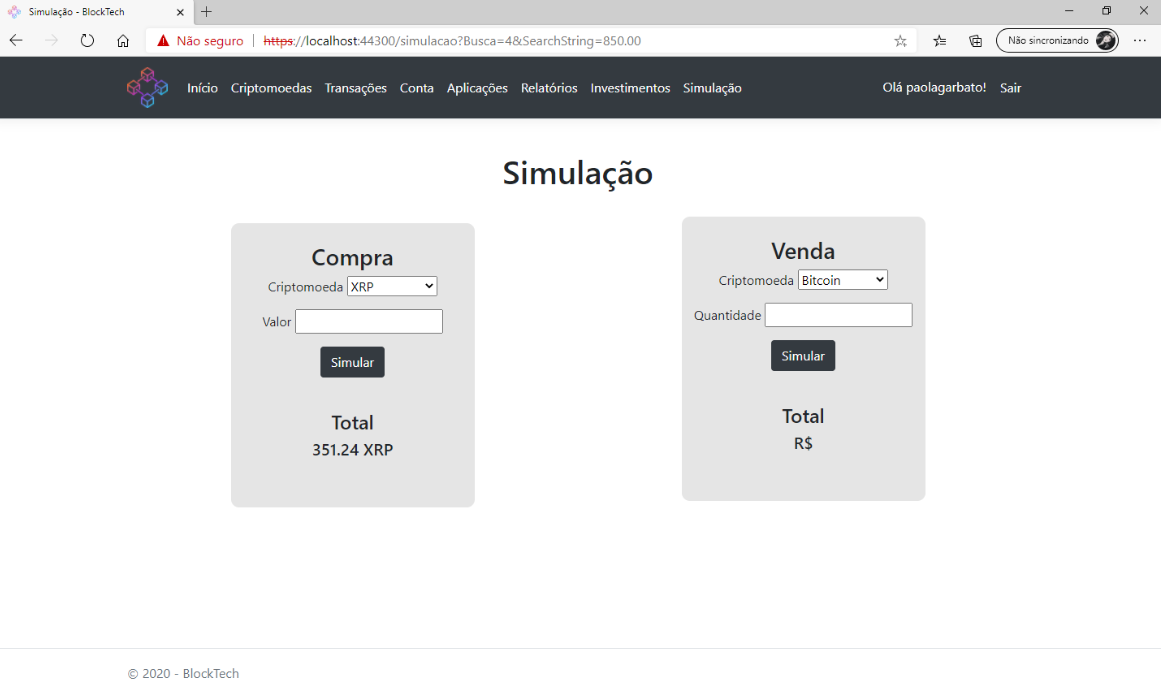 Simulação - BlockTech
Não seguro https://localhost:44300/simulacao?Busca=4&SearchString=850.00 Não sincronizando
Início Criptomoedas Transações Conta Aplicações Relatórios Investimentos Simulação Olá paolagarbato! Sair
Simulação
Compra
Criptomoeda XRP
Valor
Simular
Total
351.24 XRP
Venda
Criptomoeda Bitcoin
Quantidade
Simular
Total
R$
© 2020 - BlockTech